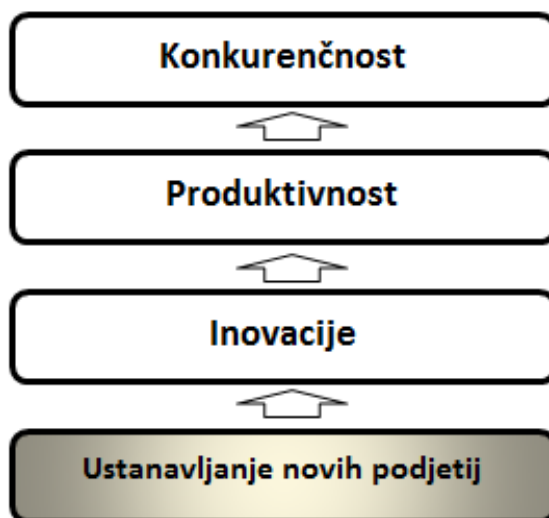 Konkurenčnost
Produktivnost
Inovacije
Ustanavljanje novih podjetij